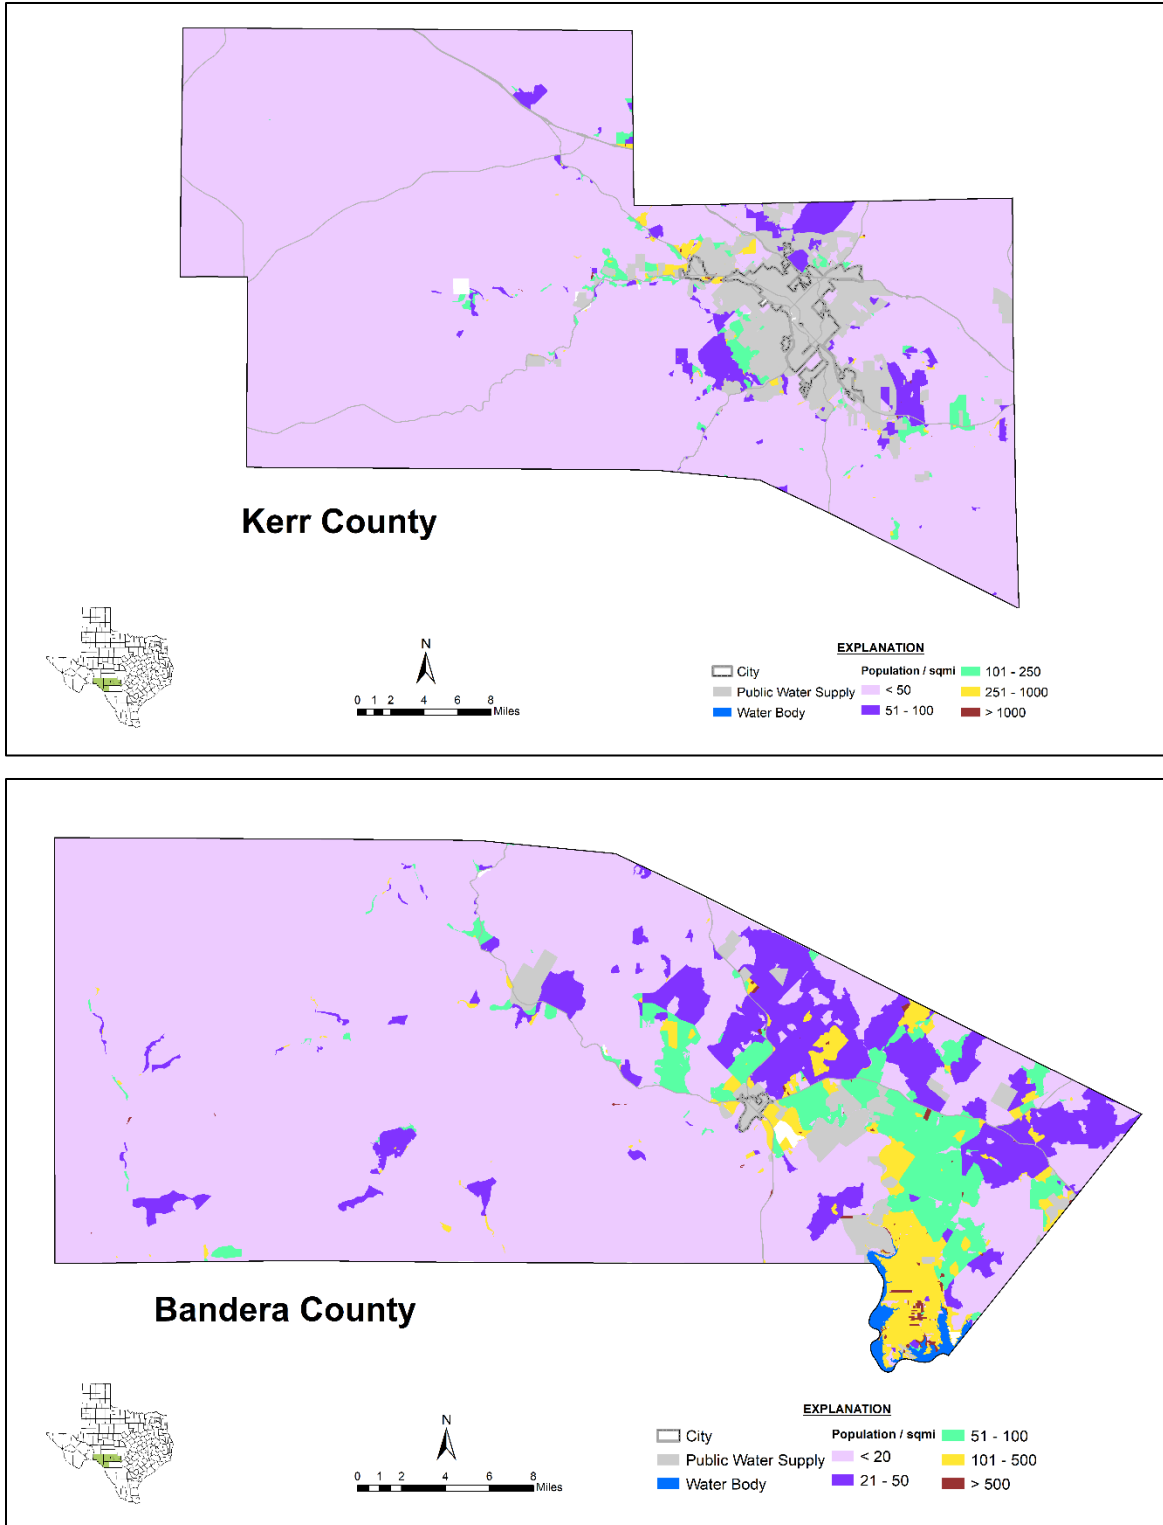 Kerr County
N
0 1 2 4 6 8
Miles
EXPLANATION
City
Public Water Supply
Water Body
Population / sqmi
< 50
51 - 100
101 - 250
251 - 1000
> 1000
Bandera County
N
0 2 4 6 8
Miles
EXPLANATION
City
Public Water Supply
Water Body
Population / sqmi
< 20
21 - 50
51 - 100
101 - 500
> 500